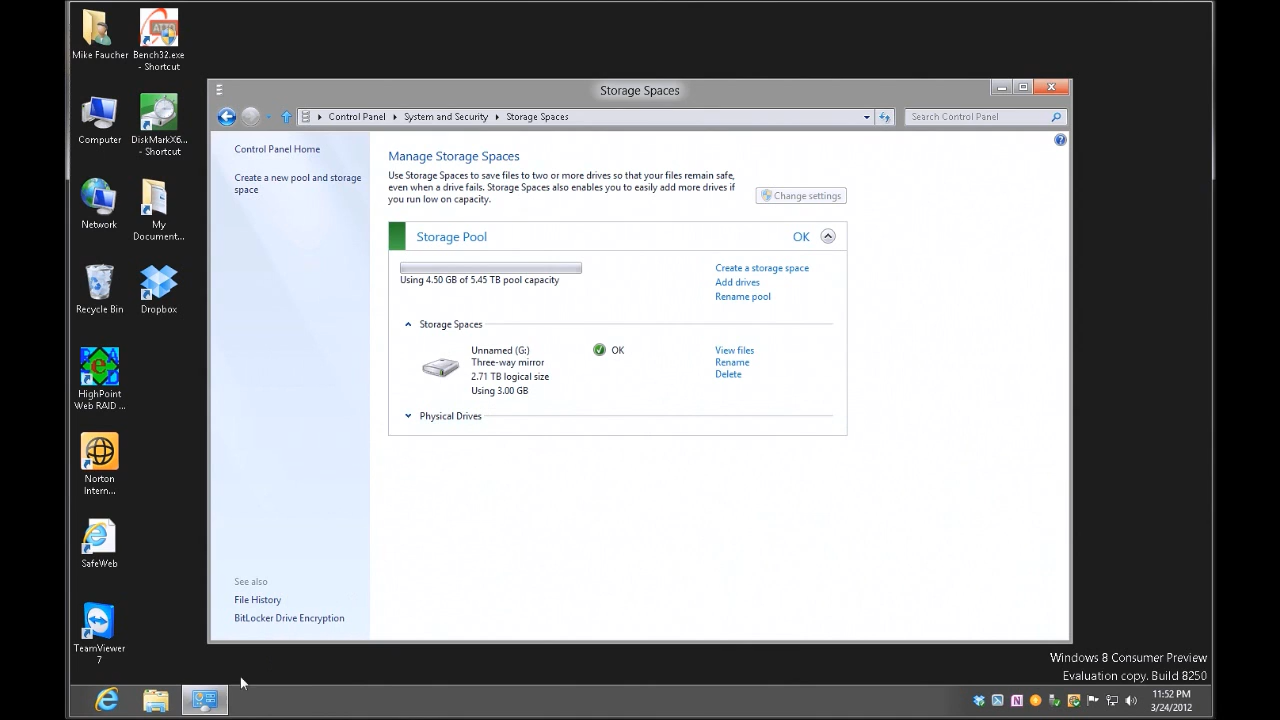 Mike Faucher
Bench32.exe
- Shortcut
Computer
DiskMarkX6...
- Shortcut
Network
My
Document...
Recycle Bin
Dropbox
HighPoint
Web RAID ...
Norton
Intern...
SafeWeb
TeamViewer
7
Storage Spaces
Control Panel
System and Security
Storage Spaces
Search Control Panel
Control Panel Home
Create a new pool and storage
space
Manage Storage Spaces
Use Storage Spaces to save files to two or more drives so that your files remain safe,
even when a drive fails. Storage Spaces also enables you to easily add more drives if
you run low on capacity.
Change settings
Storage Pool
OK
Using 4.50 GB of 5.45 TB pool capacity
Create a storage space
Add drives
Rename pool
Storage Spaces
Unnamed (G:)
Three-way mirror
2.71 TB logical size
Using 3.00 GB
OK
View files
Rename
Delete
Physical Drives
See also
File History
BitLocker Drive Encryption
Windows 8 Consumer Preview
Evaluation copy. Build 8250
11:52 PM
3/24/2012